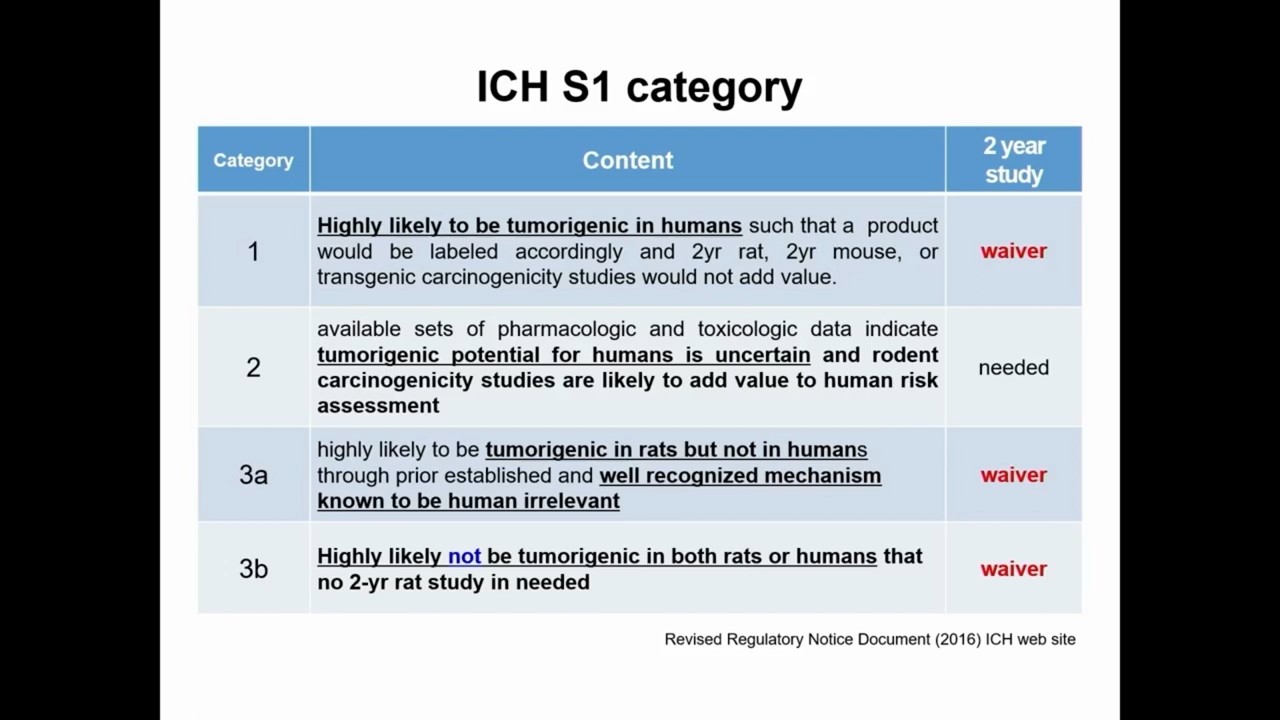 ICH S1 category
Category
Content
2 year
study
1
Highly likely to be tumorigenic in humans such that a product
would be labeled accordingly and 2yr rat, 2yr mouse, or
transgenic carcinogenicity studies would not add value.
waiver
2
available sets of pharmacologic and toxicologic data indicate
tumorigenic potential for humans is uncertain and rodent
carcinogenicity studies are likely to add value to human risk
assessment
needed
3a
highly likely to be tumorigenic in rats but not in humans
through prior established and well recognized mechanism
known to be human irrelevant
waiver
3b
Highly likely not be tumorigenic in both rats or humans that
no 2-yr rat study in needed
waiver
Revised Regulatory Notice Document (2016) ICH web site